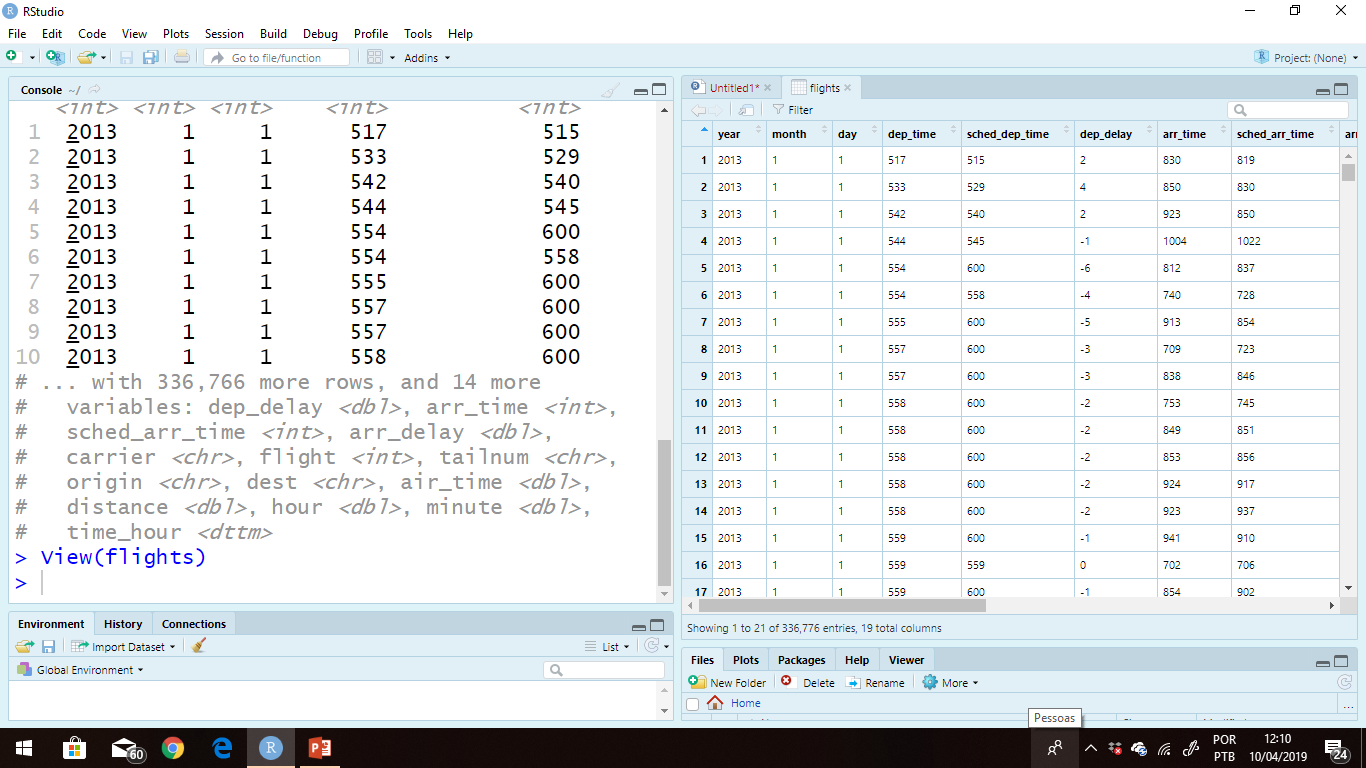 RStudio
File Edit Code View Plots Session Build Debug Profile Tools Help
Go to file/function Addins Project: (None)
Console ~/
<int> <int> <int> <int> <int>
1 2013 1 1 517 515
2 2013 1 1 533 529
3 2013 1 1 542 540
4 2013 1 1 544 545
5 2013 1 1 554 600
6 2013 1 1 554 558
7 2013 1 1 555 600
8 2013 1 1 557 600
9 2013 1 1 557 600
10 2013 1 1 558 600
# ... with 336,766 more rows, and 14 more
# variables: dep_delay <dbl>, arr_time <int>,
# sched_arr_time <int>, arr_delay <dbl>,
# carrier <chr>, flight <int>, tailnum <chr>,
# origin <chr>, dest <chr>, air_time <dbl>,
# distance <dbl>, hour <dbl>, minute <dbl>,
# time_hour <dttm>
> View(flights)
>
Environment History Connections
Import Dataset List
Global Environment
Untitled1* flights
Filter
year month day dep_time sched_dep_time dep_delay arr_time sched_arr_time
1 2013 1 1 517 515 2 830 819
2 2013 1 1 533 529 4 850 830
3 2013 1 1 542 540 2 923 850
4 2013 1 1 544 545 -1 1004 1022
5 2013 1 1 554 600 -6 812 837
6 2013 1 1 554 558 -4 740 728
7 2013 1 1 555 600 -5 913 854
8 2013 1 1 557 600 -3 709 723
9 2013 1 1 557 600 -3 838 846
10 2013 1 1 558 600 -2 753 745
11 2013 1 1 558 600 -2 849 851
12 2013 1 1 558 600 -2 853 856
13 2013 1 1 558 600 -2 924 917
14 2013 1 1 558 600 -2 923 937
15 2013 1 1 559 600 -1 941 910
16 2013 1 1 559 559 0 702 706
17 2013 1 1 559 600 -1 854 902
Showing 1 to 21 of 336,776 entries, 19 total columns
Files Plots Packages Help Viewer
New Folder Delete Rename More
Home ...
Pessoas
60
POR
PTB
12:10
10/04/2019
24